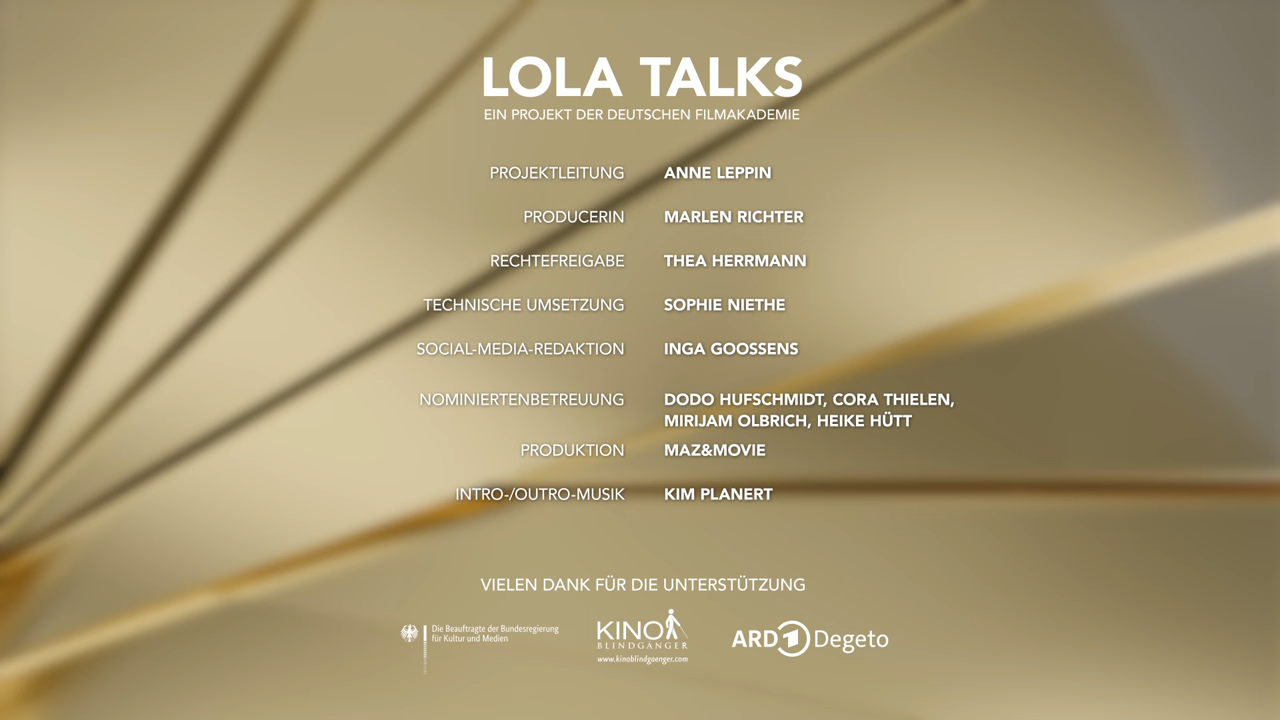 LOLA TALKS
EIN PROJEKT DER DEUTSCHEN FILMAKADEMIE
PROJEKTLEITUNG ANNE LEPPIN
PRODUCERIN MARLEN RICHTER
RECHTEFREIGABE THEA HERRMANN
TECHNISCHE UMSETZUNG SOPHIE NIETHE
SOCIAL-MEDIA-REDAKTION INGA GOOSSENS
NOMINIERTENBETREUUNG DODO HUFSCHMIDT, CORA THIELEN,
MIRIJAM OLBRICH, HEIKE HÜTT
PRODUKTION MAZ&MOVIE
INTRO-/OUTRO-MUSIK KIM PLANERT
VIELEN DANK FÜR DIE UNTERSTÜTZUNG
Die Beauftragte der Bundesregierung
für Kultur und Medien
KINO
BLINDGÄNGER
www.kinoblindgaenger.com
ARD 1 Degeto